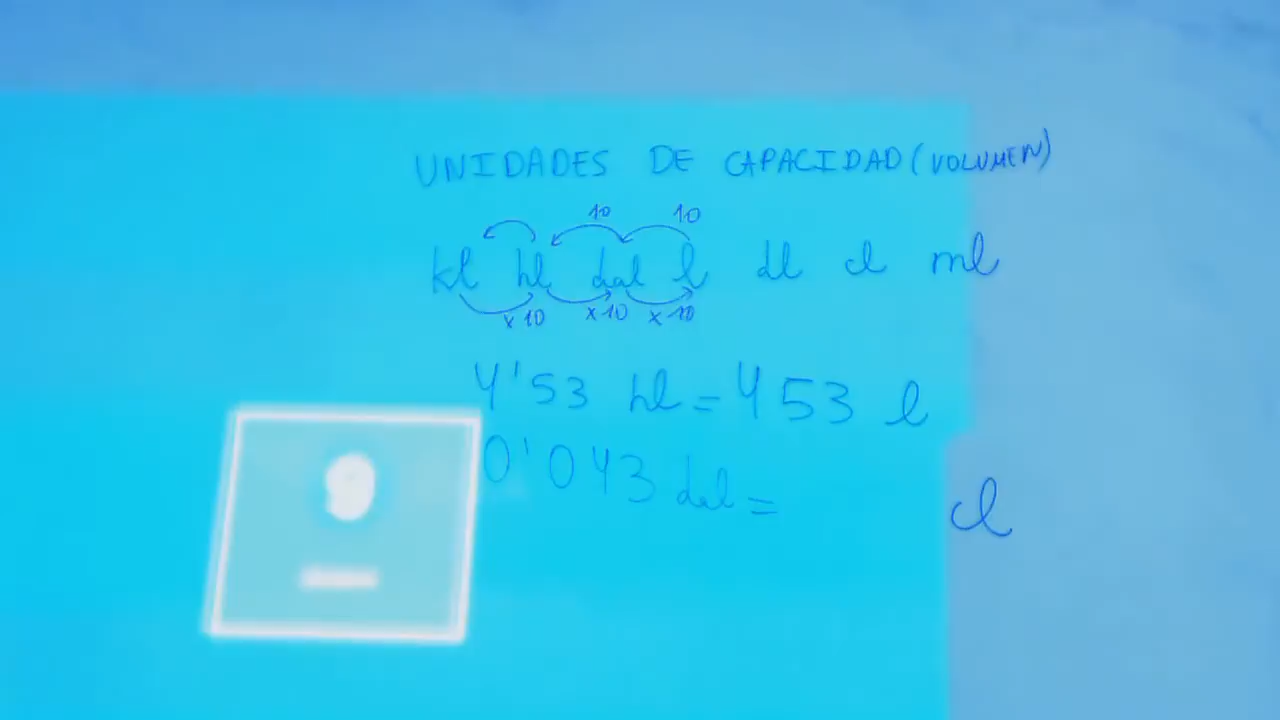 UNIDADES DE CAPACIDAD (VOLUMEN)
10 10
kl hl dal l dl cl ml
x 10 x 10 x 10
4'53 hl = 453 l
0'043 dal = cl